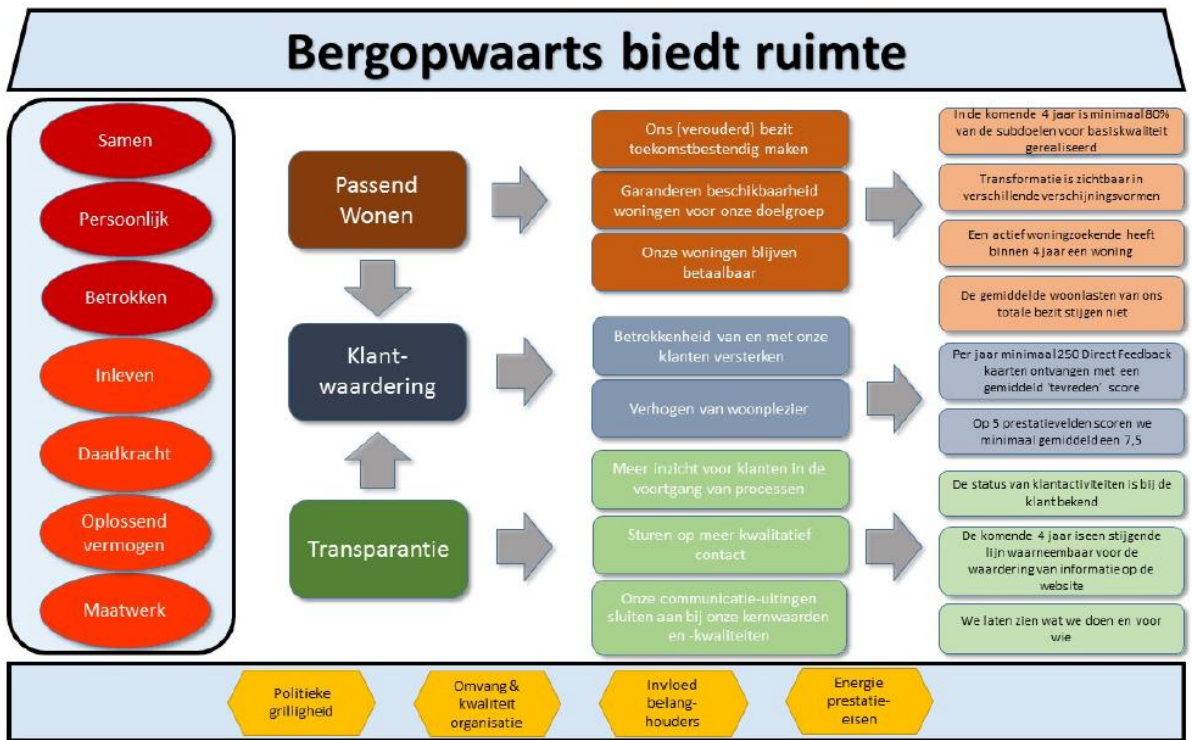 Bergopwaarts biedt ruimte
Samen
Persoonlijk
Betrokken
Inleven
Daadkracht
Oplossend
vermogen
Maatwerk
Passend
Wonen
Klant-
waardering
Transparantie
Ons (verouderd) bezit
toekomstbestendig maken
Garanderen beschikbaarheid
woningen voor onze doelgroep
Onze woningen blijven
betaalbaar
Betrokkenheid van en met onze
klanten versterken
Verhogen van woonplezier
Meer inzicht voor klanten in de
voortgang van processen
Sturen op meer kwalitatief
contact
Onze communicatie-uitingen
sluiten aan bij onze kernwaarden
en -kwaliteiten
In de komende 4 jaar is minimaal 80%
van de subdoelen voor basiskwaliteit
gerealiseerd
Transformatie is zichtbaar in
verschillende verschijningsvormen
Een actief woningzoekende heeft
binnen 4 jaar een woning
De gemiddelde woonlasten van ons
totale bezit stijgen niet
Per jaar minimaal 250 Direct Feedback
kaarten ontvangen met een
gemiddeld 'tevreden' score
Op 5 prestatievelden scoren we
minimaal gemiddeld een 7,5
De status van klantactiviteiten is bij de
klant bekend
De komende 4 jaar is een stijgende
lijn waarneembaar voor de
waardering van informatie op de
website
We laten zien wat we doen en voor
wie
Politieke
grilligheid
Omvang &
kwaliteit
organisatie
Invloed
belang-
houders
Energie
prestatie-
eisen